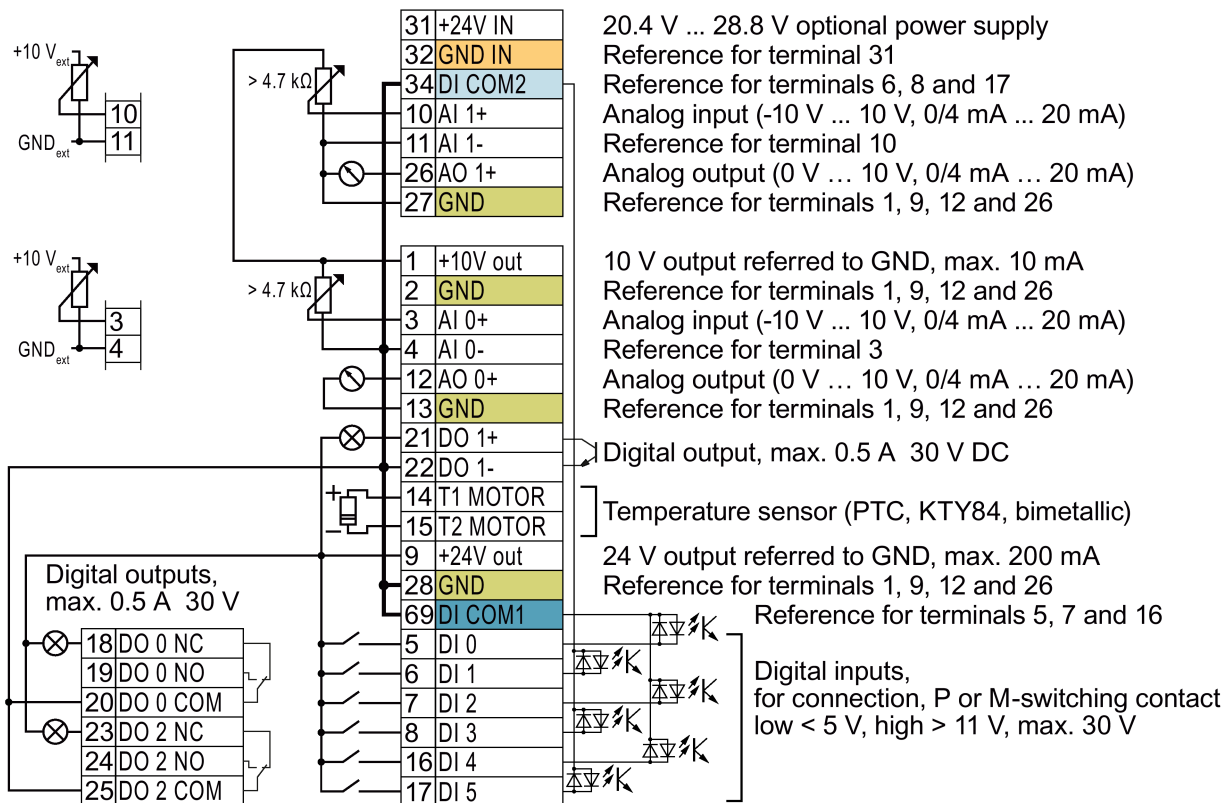 31 +24V IN 20.4 V ... 28.8 V optional power supply
32 GND IN Reference for terminal 31
34 DI COM2 Reference for terminals 6, 8 and 17
10 AI 1+ Analog input (-10 V ... 10 V, 0/4 mA ... 20 mA)
11 AI 1- Reference for terminal 10
26 AO 1+ Analog output (0 V … 10 V, 0/4 mA … 20 mA)
27 GND Reference for terminals 1, 9, 12 and 26
+10 Vext
10
GNDext 11
> 4.7 kΩ
1 +10V out 10 V output referred to GND, max. 10 mA
2 GND Reference for terminals 1, 9, 12 and 26
3 AI 0+ Analog input (-10 V ... 10 V, 0/4 mA ... 20 mA)
4 AI 0- Reference for terminal 3
12 AO 0+ Analog output (0 V … 10 V, 0/4 mA … 20 mA)
13 GND Reference for terminals 1, 9, 12 and 26
+10 Vext
3
GNDext 4
> 4.7 kΩ
21 DO 1+
22 DO 1-
Digital output, max. 0.5 A 30 V DC
+ 14 T1 MOTOR
– 15 T2 MOTOR
Temperature sensor (PTC, KTY84, bimetallic)
9 +24V out 24 V output referred to GND, max. 200 mA
28 GND Reference for terminals 1, 9, 12 and 26
69 DI COM1 Reference for terminals 5, 7 and 16
5 DI 0
6 DI 1
7 DI 2
8 DI 3
16 DI 4
17 DI 5
Digital inputs,
for connection, P or M-switching contact
low < 5 V, high > 11 V, max. 30 V
Digital outputs,
max. 0.5 A 30 V
18 DO 0 NC
19 DO 0 NO
20 DO 0 COM
23 DO 2 NC
24 DO 2 NO
25 DO 2 COM